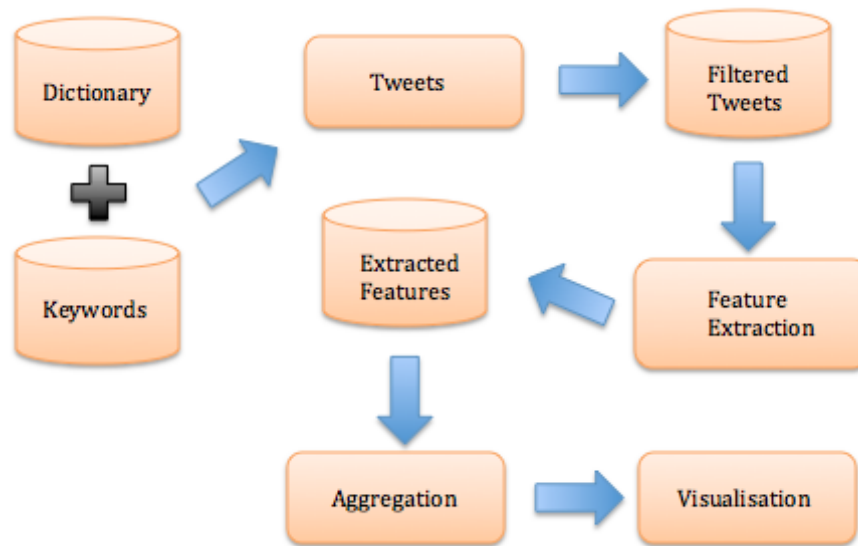 Dictionary
Keywords
Tweets
Filtered
Tweets
Feature
Extraction
Extracted
Features
Aggregation
Visualisation